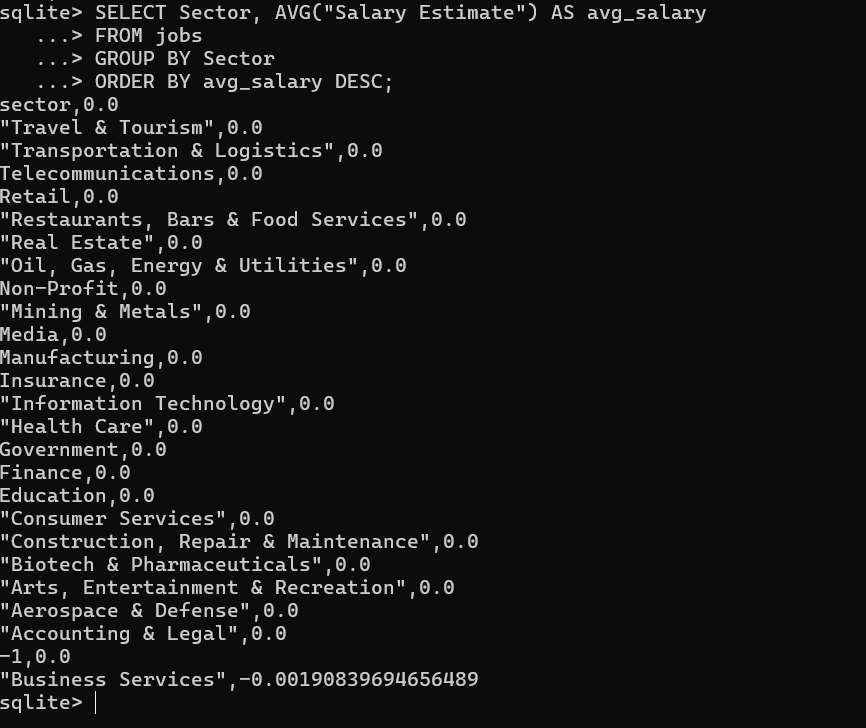 sqlite> SELECT Sector, AVG("Salary Estimate") AS avg_salary
   ...> FROM jobs
   ...> GROUP BY Sector
   ...> ORDER BY avg_salary DESC;
sector,0.0
"Travel & Tourism",0.0
"Transportation & Logistics",0.0
Telecommunications,0.0
Retail,0.0
"Restaurants, Bars & Food Services",0.0
"Real Estate",0.0
"Oil, Gas, Energy & Utilities",0.0
Non-Profit,0.0
"Mining & Metals",0.0
Media,0.0
Manufacturing,0.0
Insurance,0.0
"Information Technology",0.0
"Health Care",0.0
Government,0.0
Finance,0.0
Education,0.0
"Consumer Services",0.0
"Construction, Repair & Maintenance",0.0
"Biotech & Pharmaceuticals",0.0
"Arts, Entertainment & Recreation",0.0
"Aerospace & Defense",0.0
"Accounting & Legal",0.0
-1,0.0
"Business Services",-0.00190839694656489
sqlite>